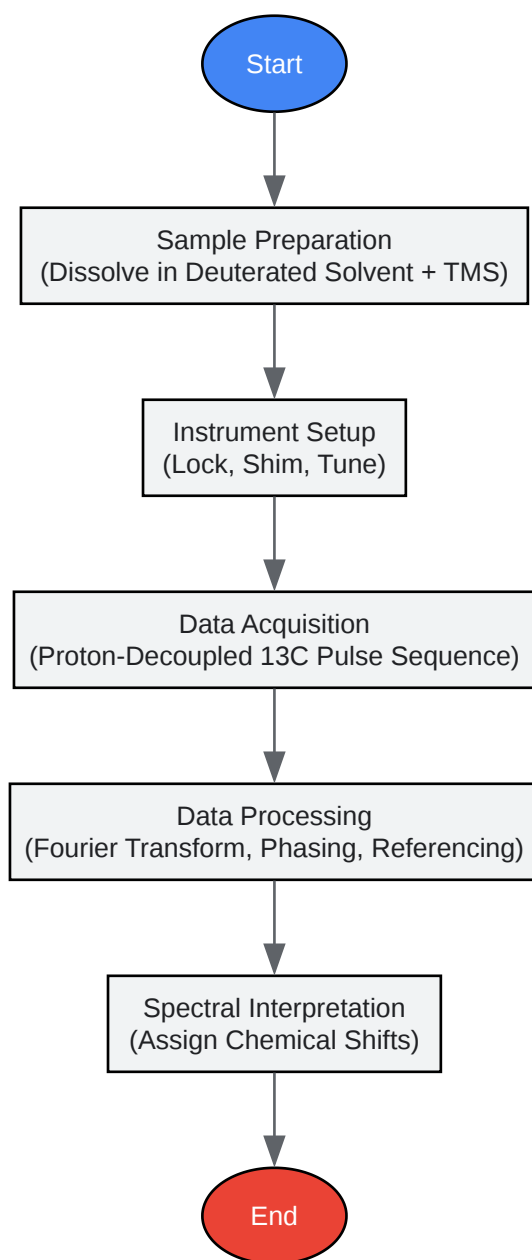 Start
Sample Preparation
(Dissolve in Deuterated Solvent + TMS)
Instrument Setup
(Lock, Shim, Tune)
Data Acquisition
(Proton-Decoupled 13C Pulse Sequence)
Data Processing
(Fourier Transform, Phasing, Referencing)
Spectral Interpretation
(Assign Chemical Shifts)
End